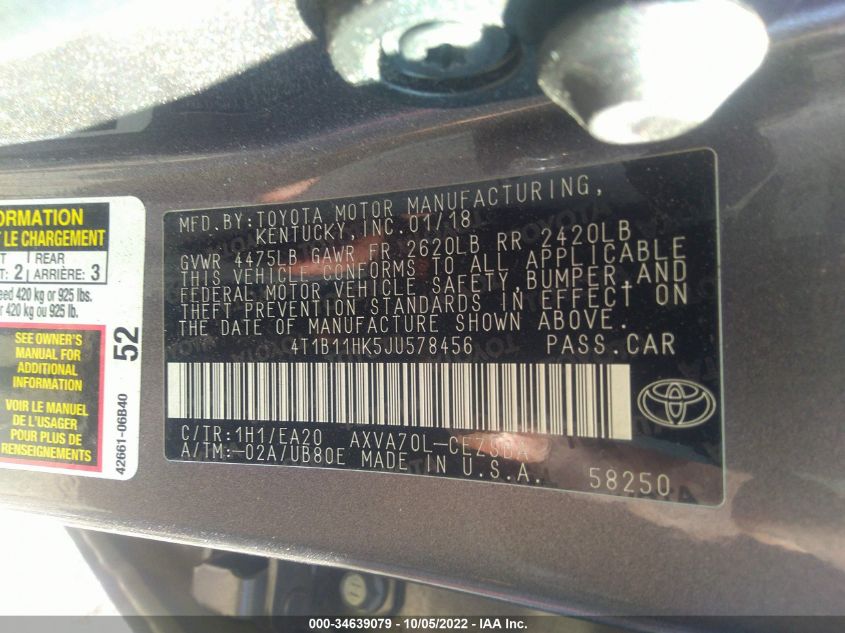 ORMATION
T LE CHARGEMENT
T REAR
: 2 ARRIÈRE: 3
eed 420 kg or 925 lbs.
420 kg ou 925 lb.
SEE OWNER'S
MANUAL FOR
ADDITIONAL
INFORMATION
VOIR LE MANUEL
DE L'USAGER
POUR PLUS DE
RENSEIGNEMENTS
52
42661-06B40
MFD. BY: TOYOTA MOTOR MANUFACTURING,
KENTUCKY, INC. 01/18
GVWR 4475LB GAWR FR 2620LB RR 2420LB
THIS VEHICLE CONFORMS TO ALL APPLICABLE
FEDERAL MOTOR VEHICLE SAFETY, BUMPER, AND
THEFT PREVENTION STANDARDS IN EFFECT ON
THE DATE OF MANUFACTURE SHOWN ABOVE.
4T1B11HK5JU578456 PASS.CAR
C/TR: 1H1/EA20 AXVA70L-CEZSBA
A/TM: -02A/UB80E MADE IN U.S.A.
58250
000-34639079 - 10/05/2022 - IAA Inc.